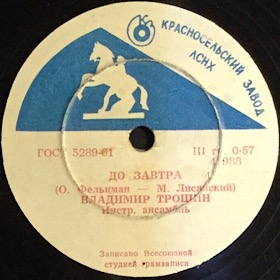 КРАСНОСЕЛЬСКИЙ ЗАВОД
ЛСНХ
ГОСТ 5289-61
III гр. 0-57
ДО ЗАВТРА
(О. Фельцман — М. Лисянский)
ВЛАДИМИР ТРОШИН
Инстр. ансамбль
Записано Всесоюзной
студией грамзаписи